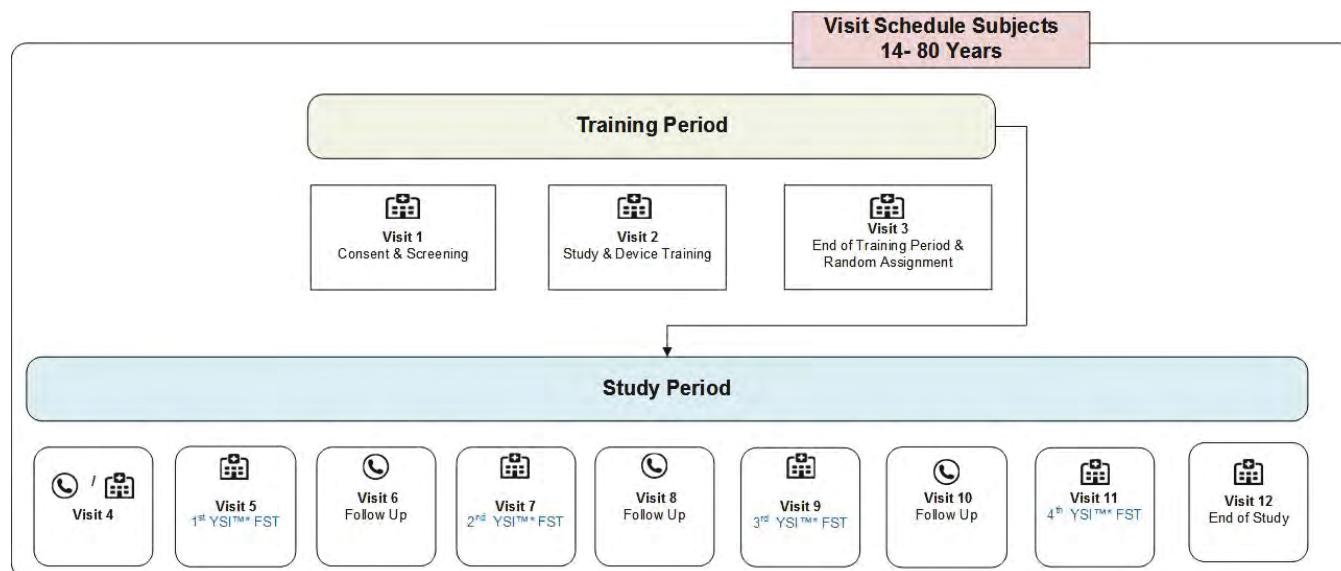 Visit Schedule Subjects
14- 80 Years
Training Period
Visit 1
Consent & Screening
Visit 2
Study & Device Training
Visit 3
End of Training Period &
Random Assignment
Study Period
/
Visit 4
Visit 5
1st YSI™* FST
Visit 6
Follow Up
Visit 7
2nd YSI™* FST
Visit 8
Follow Up
Visit 9
3rd YSI™* FST
Visit 10
Follow Up
Visit 11
4th YSI™* FST
Visit 12
End of Study